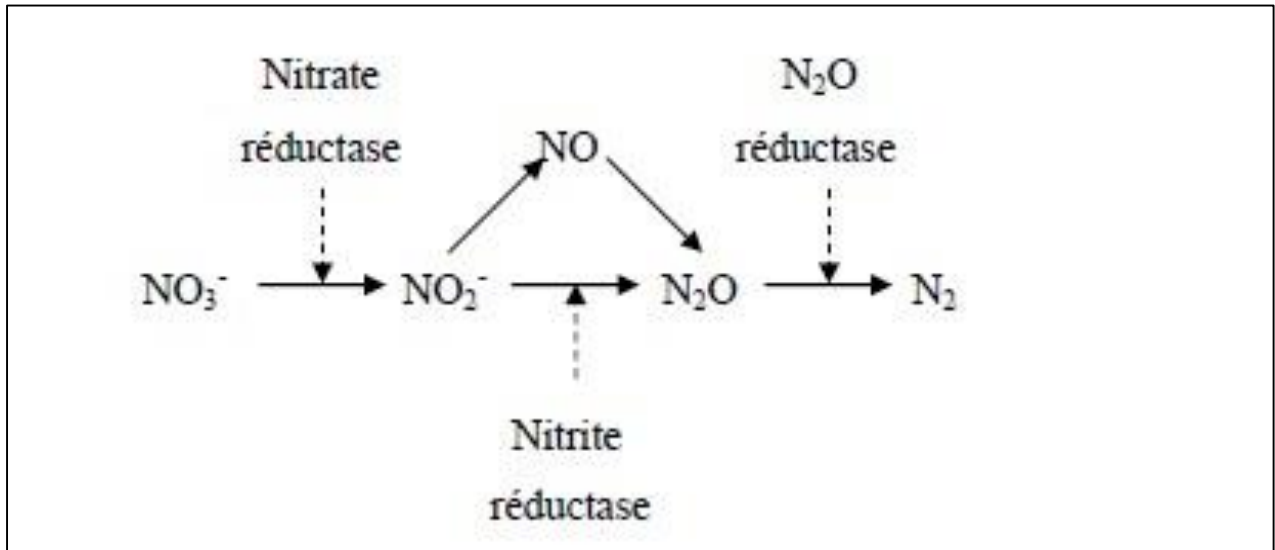 Nitrate
réductase
NO
N₂O
réductase
NO₃⁻
NO₂⁻
N₂O
N₂
Nitrite
réductase